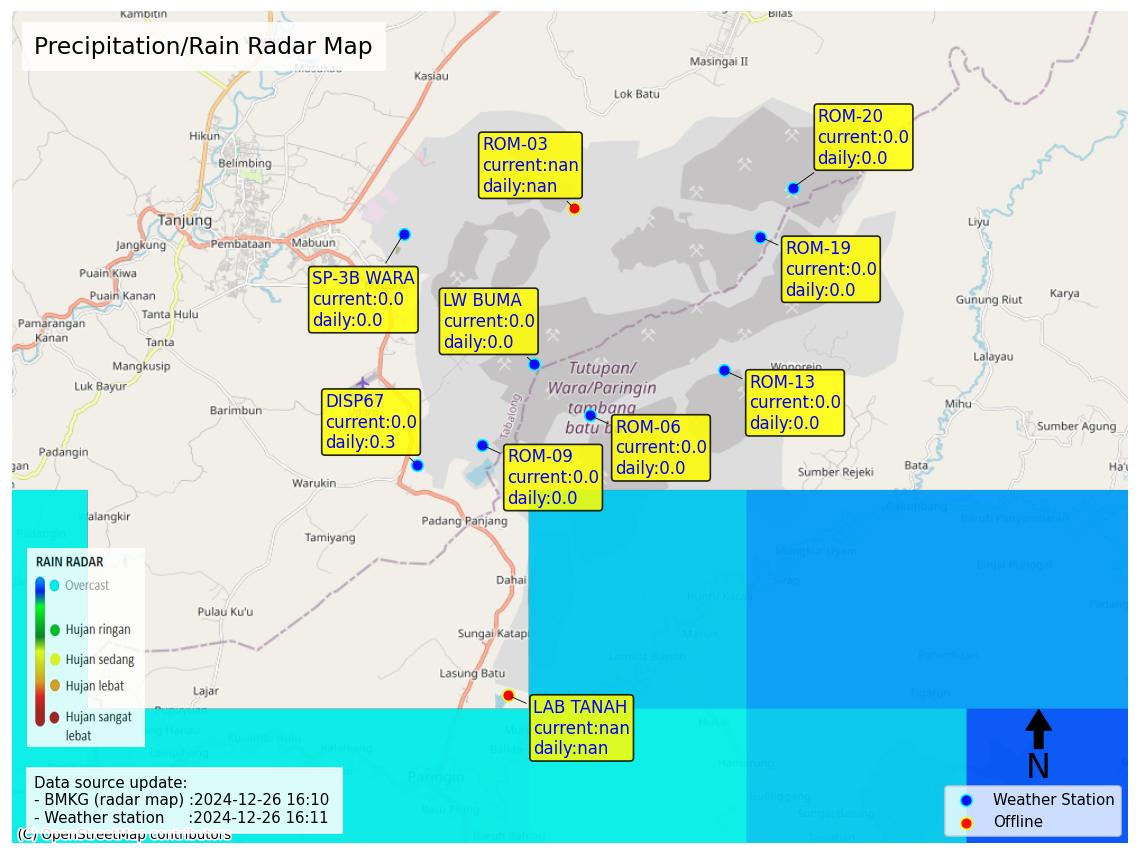 Kambitin
Bilas
Precipitation/Rain Radar Map
Masukau
Kasiau
Masingai II
Lok Batu
Hikun
Belimbing
ROM-03
current:nan
daily:nan
ROM-20
current:0.0
daily:0.0
Tanjung
Jangkung
Pembataan
Mabuun
Liyu
Puain Kiwa
Puain Kanan
SP-3B WARA
current:0.0
daily:0.0
ROM-19
current:0.0
daily:0.0
LW BUMA
current:0.0
daily:0.0
Gunung Riut
Karya
Tanta Hulu
Pamarangan
Kanan
Tanta
Mangkusip
Luk Bayur
Lalayau
Wonorejo
Tutupan/
Wara/Paringin
tambang
batu b
ROM-13
current:0.0
daily:0.0
DISP67
current:0.0
daily:0.3
Barimbun
Tabalong
Mihu
ROM-06
current:0.0
daily:0.0
Sumber Agung
Padangin
gan
ROM-09
current:0.0
daily:0.0
Warukin
Sumber Rejeki
Bata
Ha'u
Walangkir
Padang Panjang
Tamiyang
RAIN RADAR
Overcast
Hujan ringan
Hujan sedang
Hujan lebat
Hujan sangat
lebat
Dahai
Pulau Ku'u
Sungai Katapi
Lasung Batu
Lajar
LAB TANAH
current:nan
daily:nan
Paringin
N
Data source update:
- BMKG (radar map) :2024-12-26 16:10
- Weather station :2024-12-26 16:11
Weather Station
Offline
(C) OpenStreetMap contributors